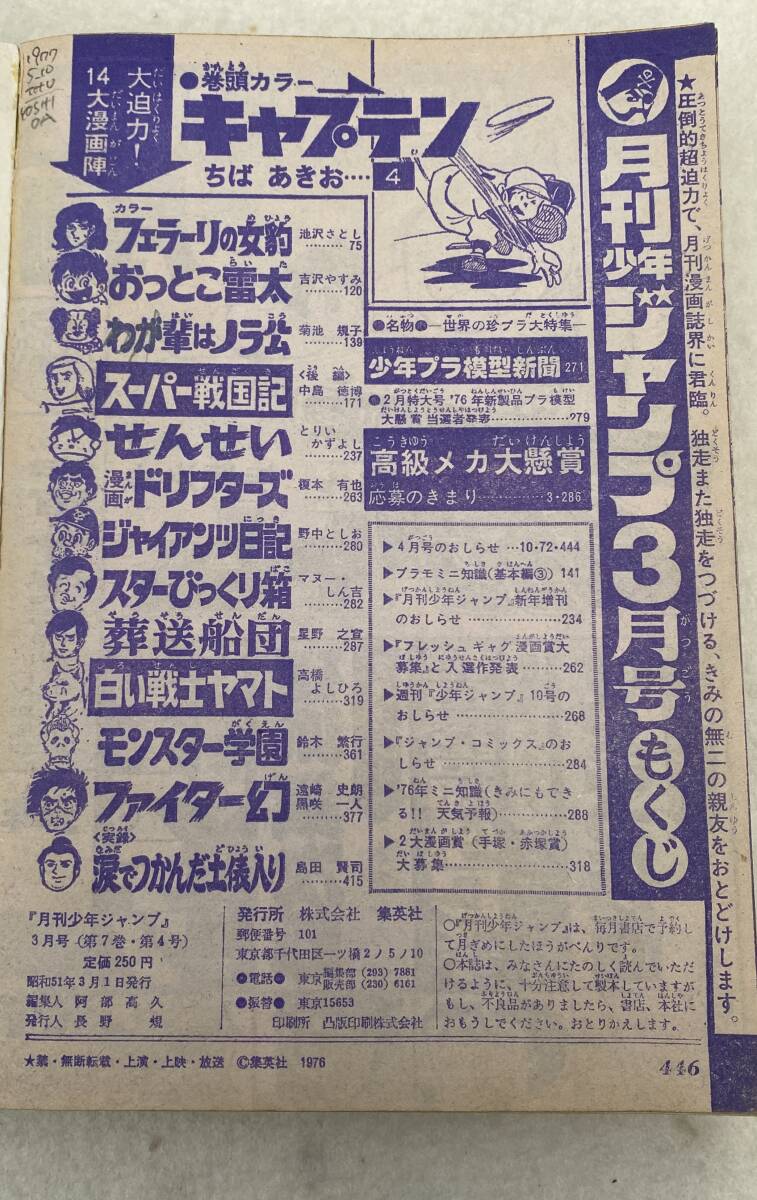 ★圧倒的超迫力で、月刊漫画誌界に君臨。独走また独走をつづける、きみの無二の親友をおとどけします。
月刊少年ジャンプ3月号もくじ
1977
5.10
YOSHI
OA
大迫力!
14大漫画陣
●巻頭カラー
キャプテン
ちば あきお‥‥4
カラー
フェラーリの女豹 池沢さとし………75
おっとこ雷太 吉沢やすみ………120
わが輩はノラ公 菊池 規子………139
スーパー戦国記 〈後編〉中島 徳博………171
せんせい とりい かずよし………237
漫画ドリフターズ 榎本 有也………263
ジャイアンツ日記 野中としお………280
スターびっくり箱 マヌー・しん吉………282
葬送船団 星野 之宣………287
白い戦士ヤマト 高橋 よしひろ………319
モンスター学園 鈴木 繁行………361
ファイター幻 遠崎 史朗 黒咲 一人………377
〈実録〉
涙でつかんだ土俵入り 島田 賢司………415
●名物●―世界の珍プラ大特集―
少年プラ模型新聞 271
●2月特大号'76年新製品プラ模型
大懸賞 当選者発表………279
高級メカ大懸賞
応募のきまり…………3・286
▶4月号のおしらせ…10・72・444
▶プラモミニ知識(基本編③)141
▶『月刊少年ジャンプ』新年増刊
のおしらせ…………234
▶『フレッシュギャグ漫画賞大
募集』と入選作発表………262
▶週刊『少年ジャンプ』10号の
おしらせ…………268
▶『ジャンプ・コミックス』のお
しらせ…………284
▶'76年ミニ知識(きみにもでき
る!! 天気予報)………288
▶2大漫画賞(手塚・赤塚賞)
大募集…………318
『月刊少年ジャンプ』
3月号(第7巻・第4号)
定価250円
昭和51年3月1日発行
編集人 阿部高久
発行人 長野 規
発行所 株式会社 集英社
郵便番号 101
東京都千代田区一ツ橋2ノ5ノ10
●電話● 東京 編集部(293)7881
販売部(230)6161
●振替● 東京15653
印刷所 凸版印刷株式会社
○『月刊少年ジャンプ』は、毎月書店で予約し
て月ぎめにしたほうがべんりです。
○本誌は、みなさんにたのしく読んでいただ
けるように、十分注意して製本していますが
もし、不良品がありましたら、書店、本社に
おもうしでください。おとりかえします。
★禁・無断転載・上演・上映・放送 ©集英社 1976
446